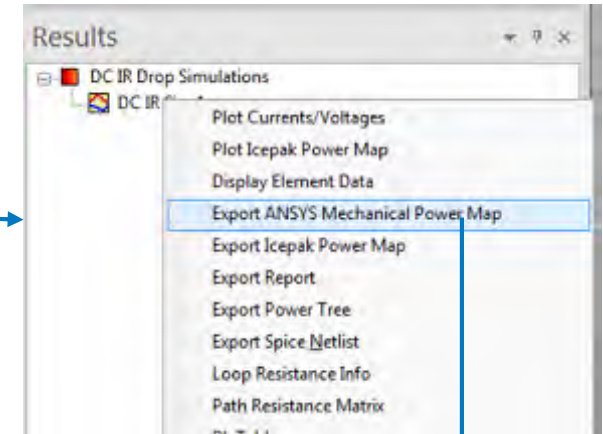 Results
DC IR Drop Simulations
DC IR
Plot Currents/Voltages
Plot Icepak Power Map
Display Element Data
Export ANSYS Mechanical Power Map
Export Icepak Power Map
Export Report
Export Power Tree
Export Spice Netlist
Loop Resistance Info
Path Resistance Matrix